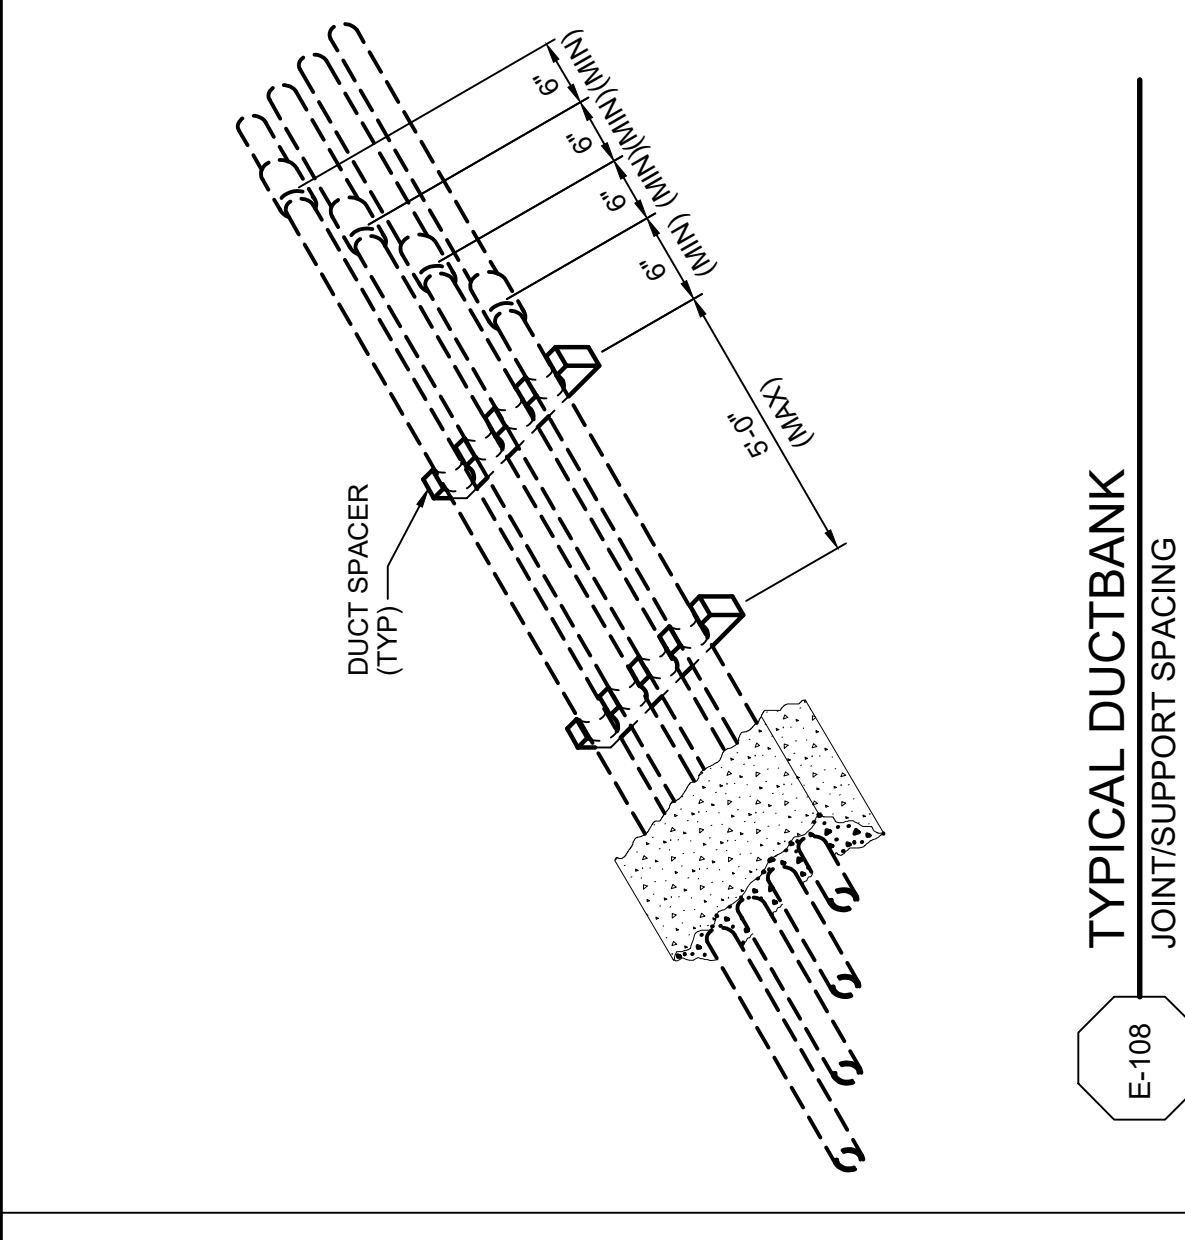 DUCT SPACER
(TYP)
6"
(MIN)
6"
(MIN)
6"
(MIN)
6"
(MIN)
5'-0"
(MAX)
TYPICAL DUCTBANK
JOINT/SUPPORT SPACING
E-108